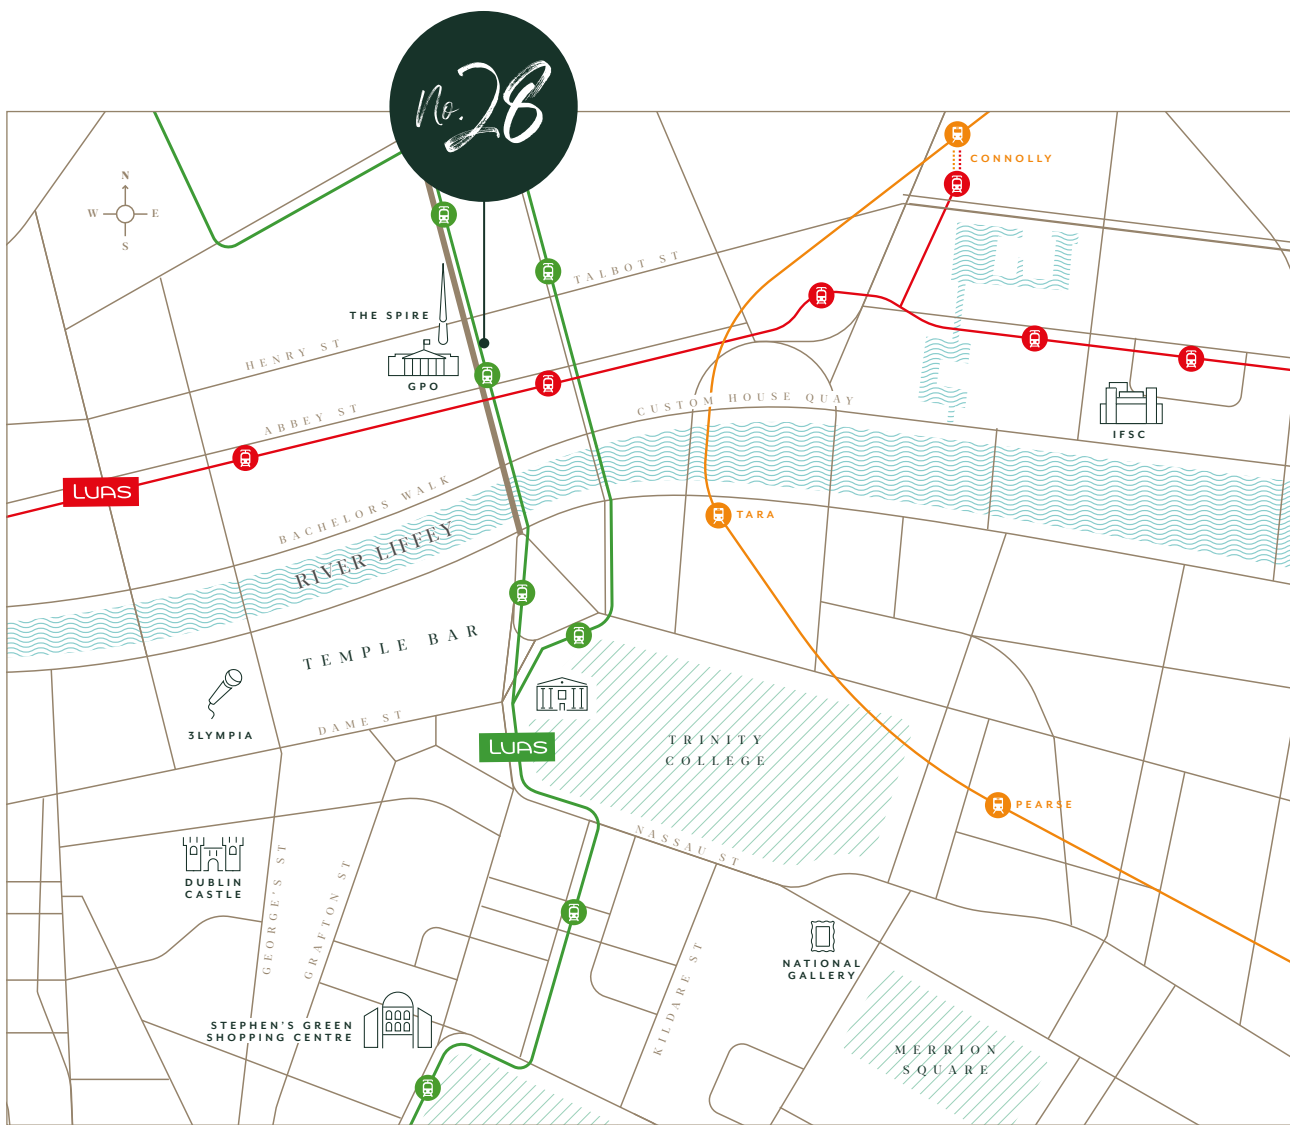 No.28
CONNOLLY
N
W E
S
TALBOT ST
THE SPIRE
HENRY ST
GPO
ABBEY ST
CUSTOM HOUSE QUAY
IFSC
LUAS
BACHELORS WALK
TARA
RIVER LIFFEY
TEMPLE BAR
3LYMPIA
DAME ST
LUAS
TRINITY
COLLEGE
PEARSE
NASSAU ST
DUBLIN
CASTLE
GEORGE'S ST
GRAFTON ST
KILDARE ST
NATIONAL
GALLERY
STEPHEN'S GREEN
SHOPPING CENTRE
MERRION
SQUARE